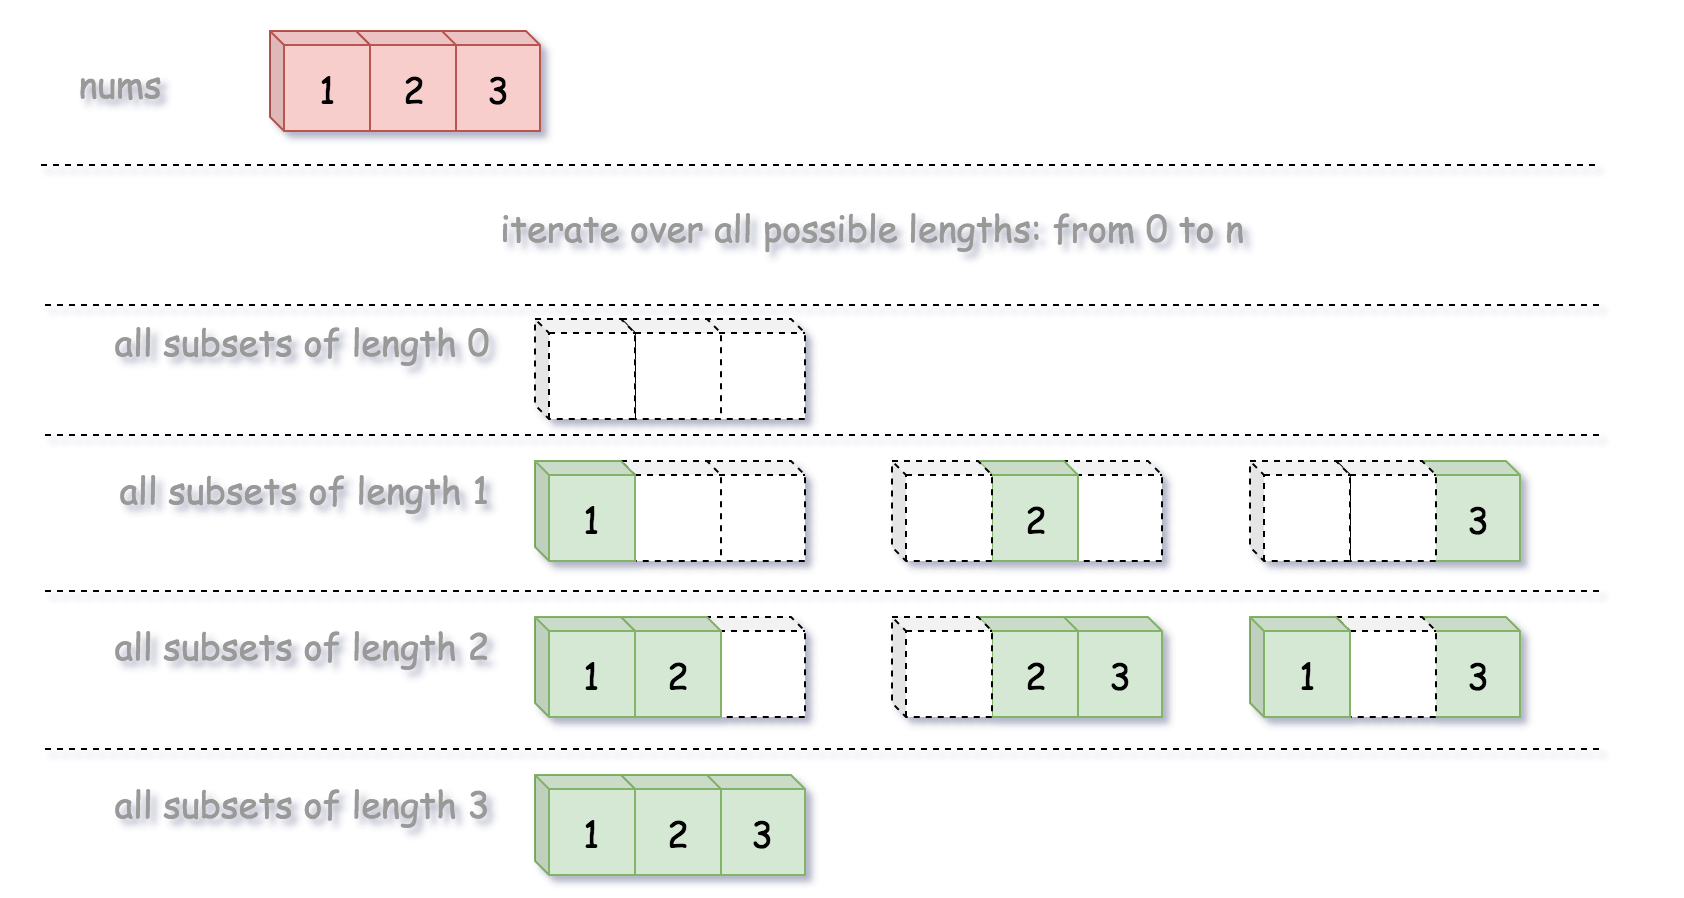 nums 1 2 3
iterate over all possible lengths: from 0 to n
all subsets of length 0
all subsets of length 1 1 2 3
all subsets of length 2 1 2 2 3 1 3
all subsets of length 3 1 2 3